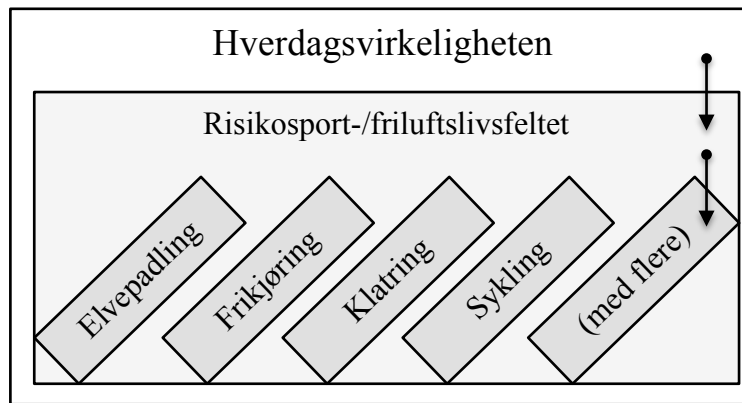 Hverdagsvirkeligheten
Risikosport-/friluftslivsfeltet
Elvepadling
Frikjøring
Klatring
Sykling
(med flere)